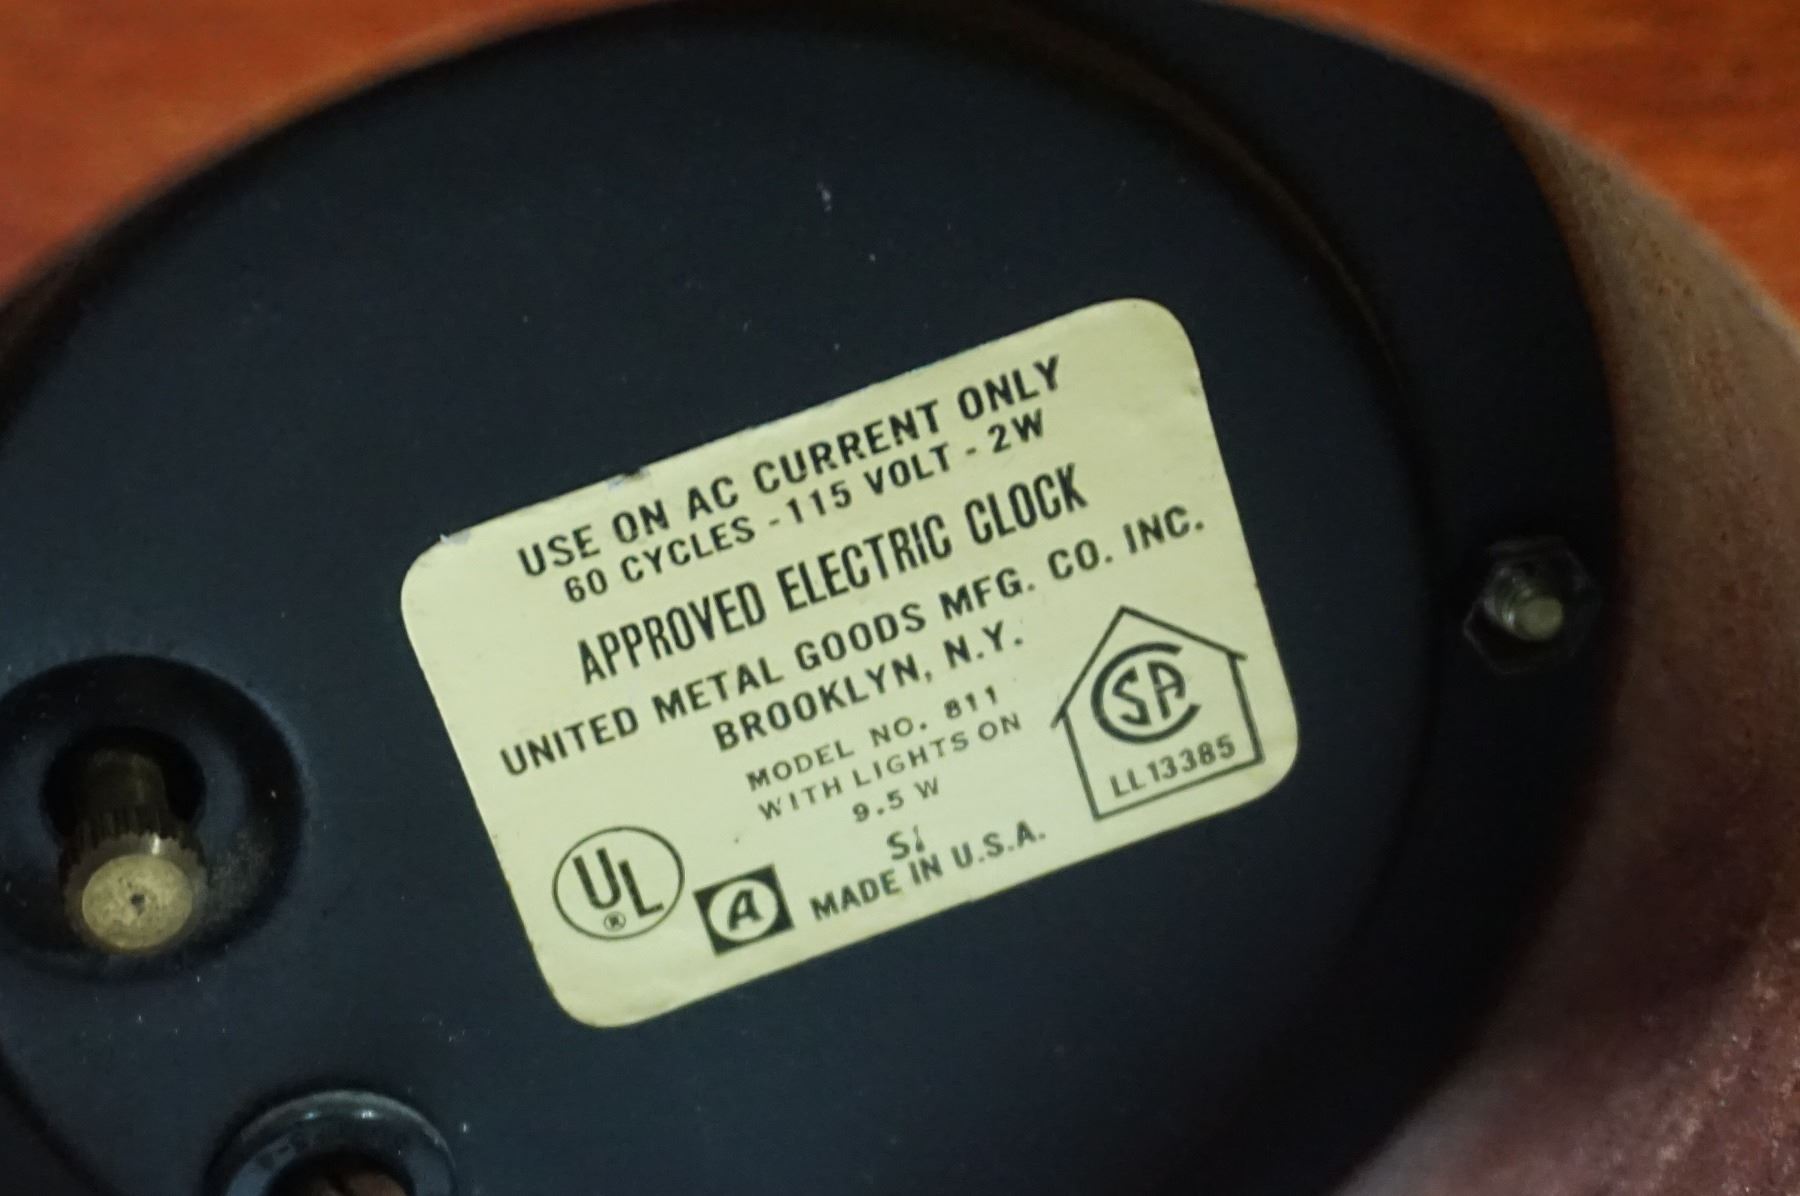 USE ON AC CURRENT ONLY
60 CYCLES - 115 VOLT - 2W
APPROVED ELECTRIC CLOCK
UNITED METAL GOODS MFG. CO. INC.
BROOKLYN, N.Y.
MODEL NO. 811
WITH LIGHTS ON
9.5 W
MADE IN U.S.A.
UL
®
A
CSA
LL13385